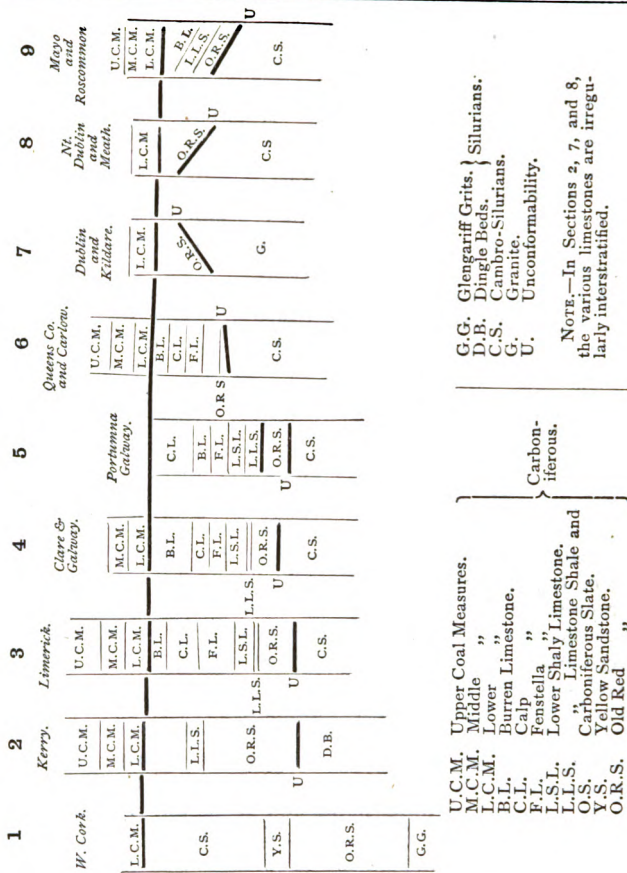 1
W. Cork.
L.C.M.
C.S.
Y.S.
O.R.S.
G.G.
2
Kerry.
U.C.M.
M.C.M.
L.C.M.
L.L.S.
O.R.S.
U
D.B.
3
Limerick.
U.C.M.
M.C.M.
L.C.M.
B.L.
C.L.
F.L.
L.S.L.
L.L.S.
O.R.S.
U
C.S.
4
Clare &
Galway.
M.C.M.
L.C.M.
B.L.
C.L.
F.L.
L.S.L.
L.L.S.
O.R.S.
U
C.S.
5
Portumna
Galway.
C.L.
B.L.
F.L.
L.S.L.
L.L.S.
O.R.S.
U
C.S.
6
Queens Co.
and Carlow.
U.C.M.
M.C.M.
L.C.M.
B.L.
C.L.
F.L.
O.R.S
U
C.S.
7
Dublin
and
Kildare.
L.C.M.
U
O.R.S.
G.
8
Nt.
Dublin
and
Meath.
L.C.M
O.R.S.
U
C.S
9
Mayo
and
Roscommon
U.C.M.
M.C.M.
L.C.M.
B.L.
L.L.S.
O.R.S.
U
C.S.
U.C.M. Upper Coal Measures.
M.C.M. Middle „
L.C.M. Lower „
B.L. Burren Limestone.
C.L. Calp „
F.L. Fenstella „
L.S.L. Lower Shaly Limestone.
L.L.S. „ Limestone Shale and
O.S. Carboniferous Slate.
Y.S. Yellow Sandstone.
O.R.S. Old Red „
Carbon-
iferous.
G.G. Glengariff Grits.
D.B. Dingle Beds.
Silurians.
C.S. Cambro-Silurians.
G. Granite.
U. Unconformability.
NOTE.—In Sections 2, 7, and 8,
the various limestones are irregu-
larly interstratified.